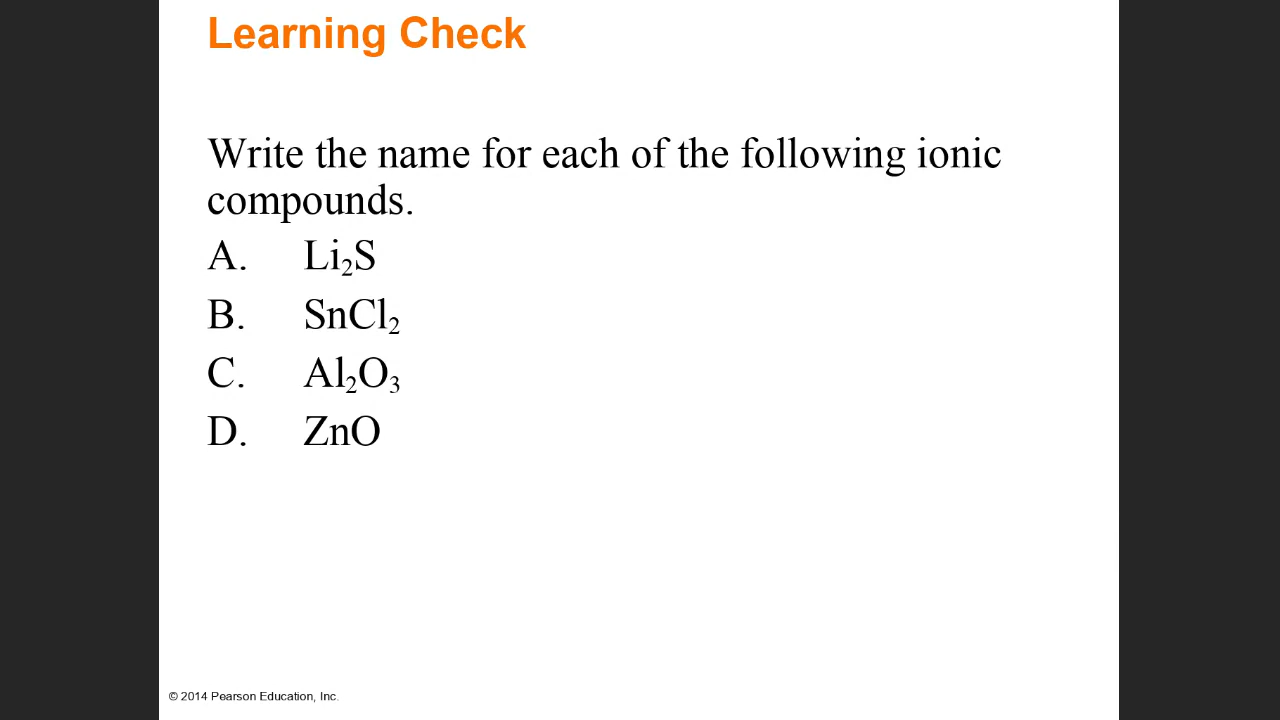 Learning Check
Write the name for each of the following ionic
compounds.
A. Li₂S
B. SnCl₂
C. Al₂O₃
D. ZnO
© 2014 Pearson Education, Inc.